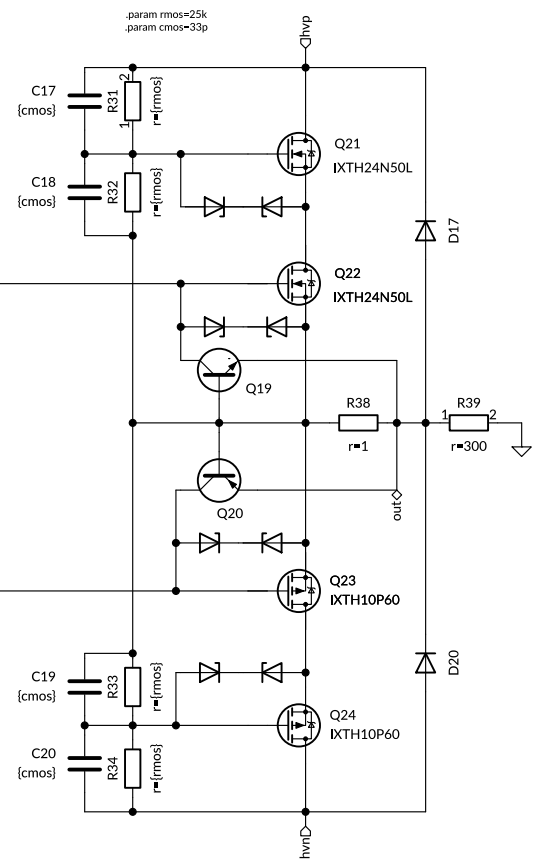 .param rmos=25k
.param cmos=33p
hvp
C17
{cmos}
R31
2
1
r={rmos}
Q21
IXTH24N50L
C18
{cmos}
R32
r={rmos}
D17
Q22
IXTH24N50L
Q19
R38
r=1
R39
1
2
r=300
Q20
out
Q23
IXTH10P60
C19
{cmos}
R33
r={rmos}
D20
Q24
IXTH10P60
C20
{cmos}
R34
r={rmos}
hvn